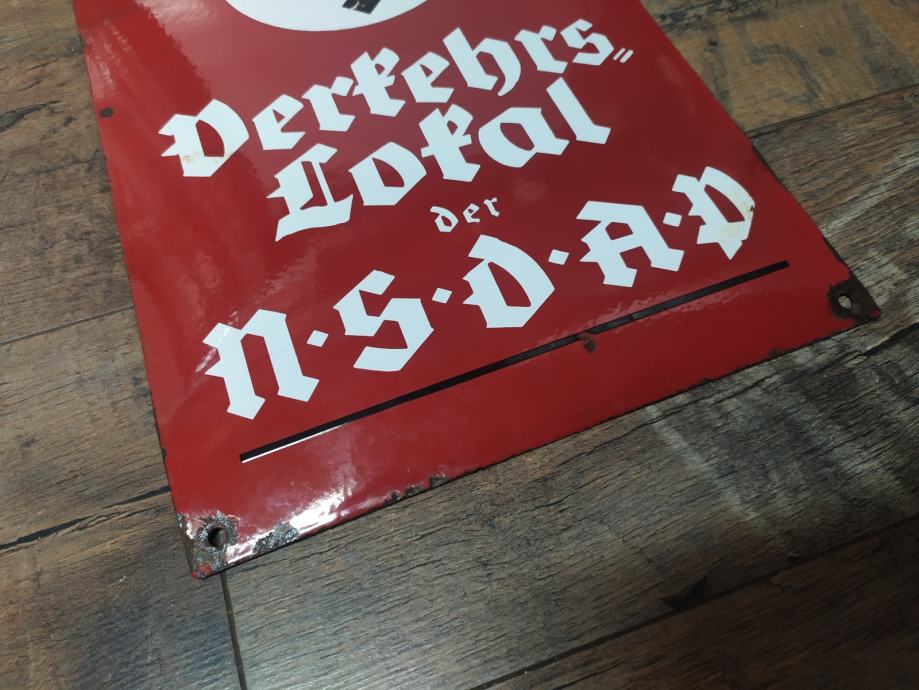 Verkehrs=
Lokal
der
N·S·D·A·P